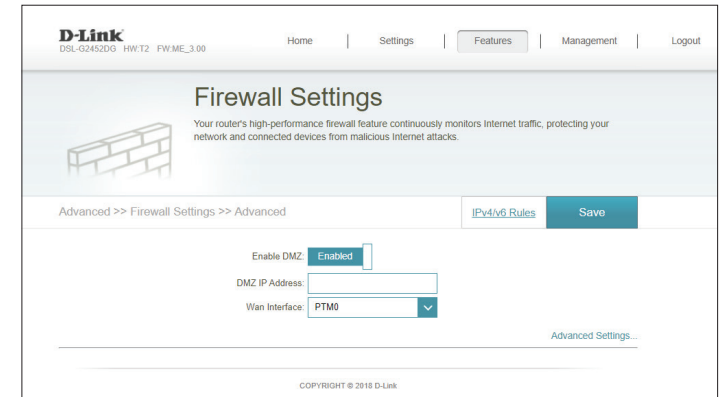 D-Link
DSL-G2452DG HW:T2 FW:ME_3.00
Home | Settings | Features | Management | Logout
Firewall Settings
Your router's high-performance firewall feature continuously monitors Internet traffic, protecting your
network and connected devices from malicious Internet attacks.
Advanced >> Firewall Settings >> Advanced
IPv4/v6 Rules
Save
Enable DMZ: Enabled
DMZ IP Address:
Wan Interface: PTM0
Advanced Settings...
COPYRIGHT © 2018 D-Link